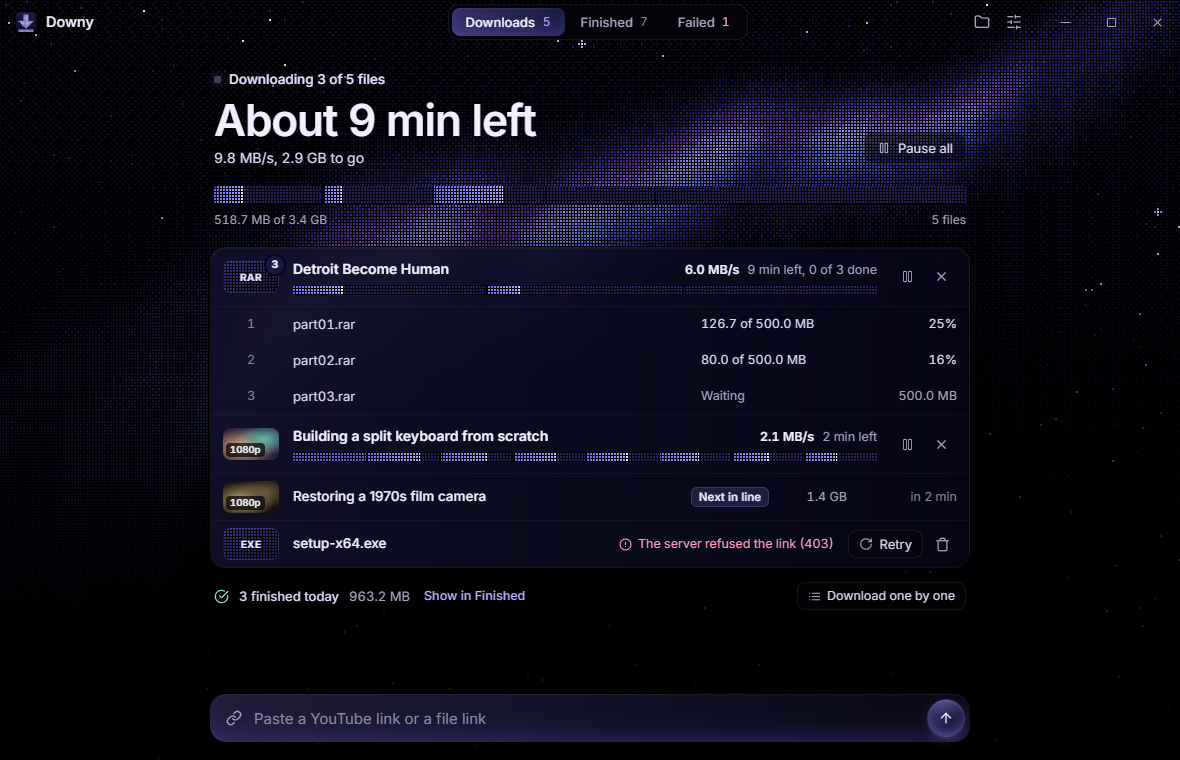 Downy
Downloads 5
Finished 7
Failed 1
Downloading 3 of 5 files
About 9 min left
9.8 MB/s, 2.9 GB to go
Pause all
518.7 MB of 3.4 GB
5 files
RAR
3
Detroit Become Human
6.0 MB/s 9 min left, 0 of 3 done
1 part01.rar 126.7 of 500.0 MB 25%
2 part02.rar 80.0 of 500.0 MB 16%
3 part03.rar Waiting 500.0 MB
1080p
Building a split keyboard from scratch
2.1 MB/s 2 min left
1080p
Restoring a 1970s film camera
Next in line
1.4 GB
in 2 min
EXE
setup-x64.exe
The server refused the link (403)
Retry
3 finished today 963.2 MB Show in Finished
Download one by one
Paste a YouTube link or a file link